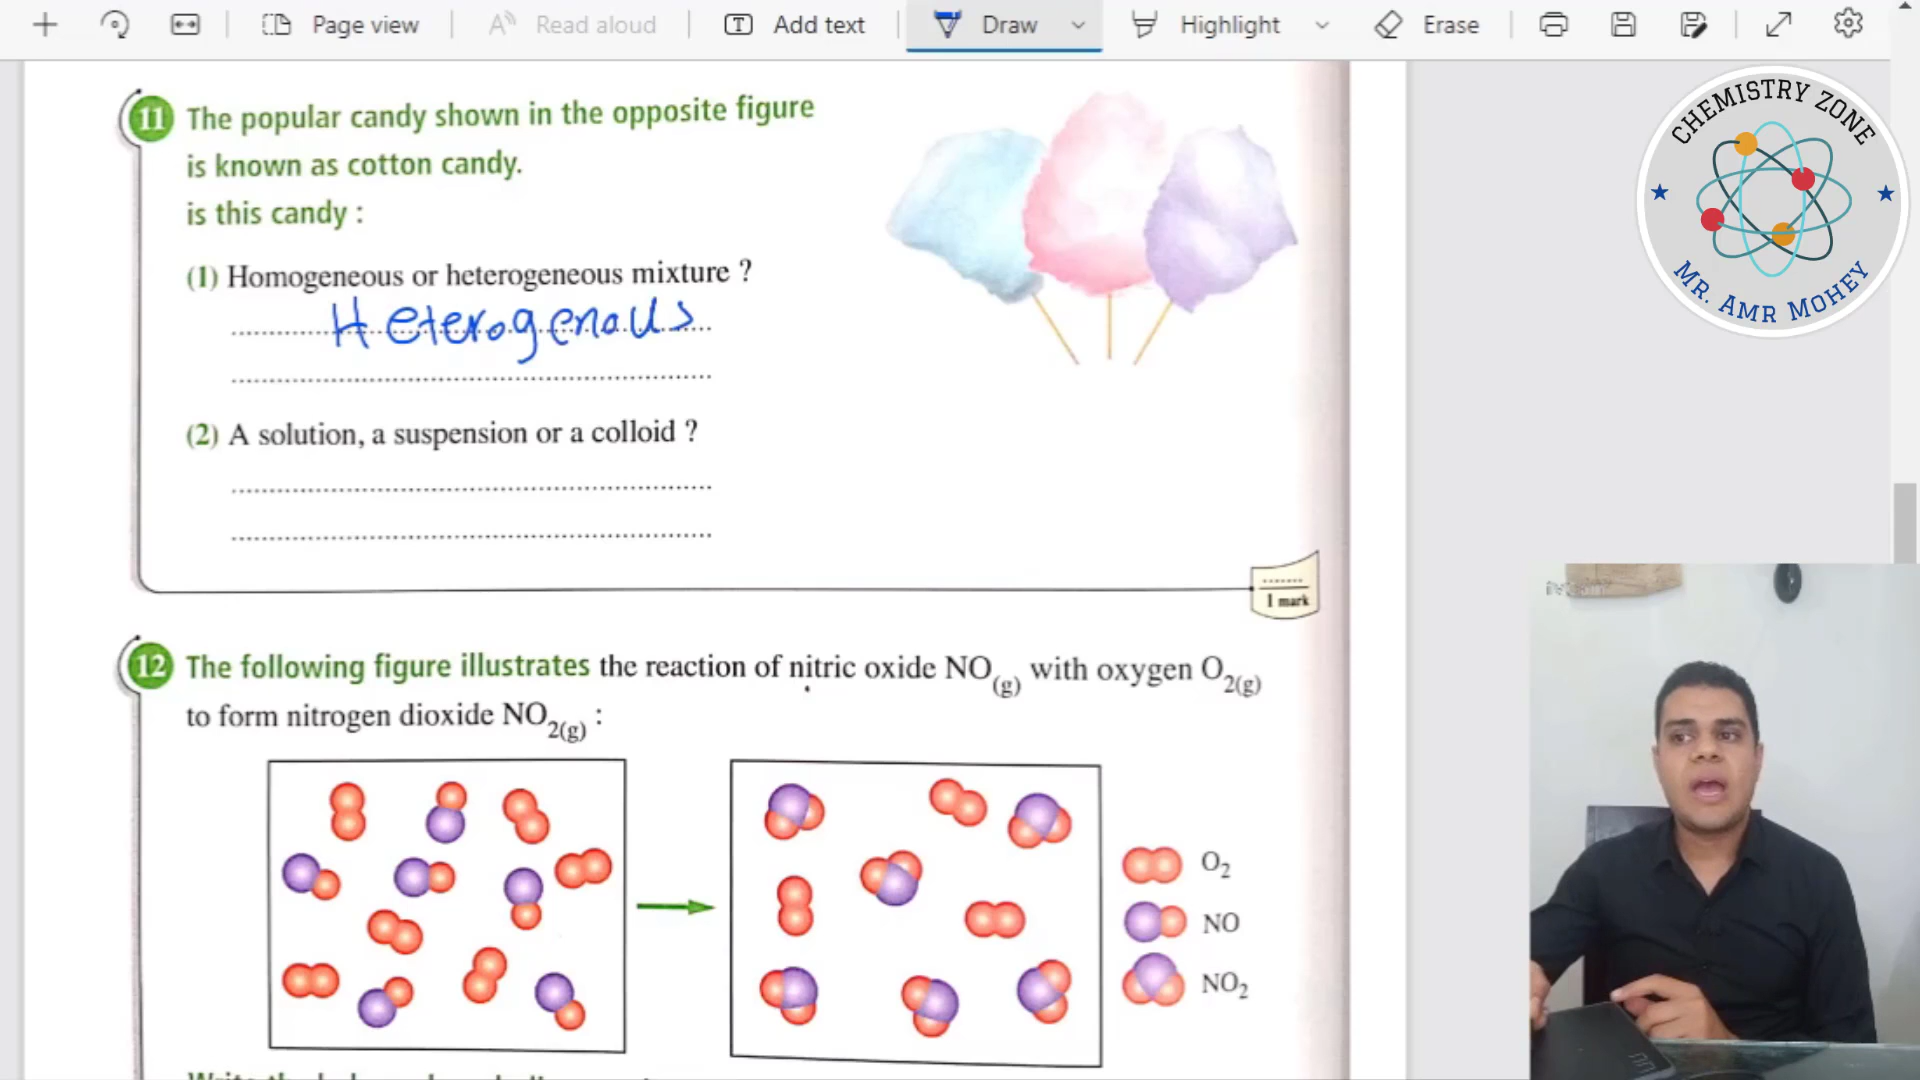 Page view
Read aloud
Add text
Draw
Highlight
Erase
11 The popular candy shown in the opposite figure
is known as cotton candy.
is this candy :
(1) Homogeneous or heterogeneous mixture ?
Heterogenous
(2) A solution, a suspension or a colloid ?
1 mark
12 The following figure illustrates the reaction of nitric oxide NO(g) with oxygen O2(g)
to form nitrogen dioxide NO2(g) :
O2
NO
NO2
CHEMISTRY ZONE
MR. AMR MOHEY